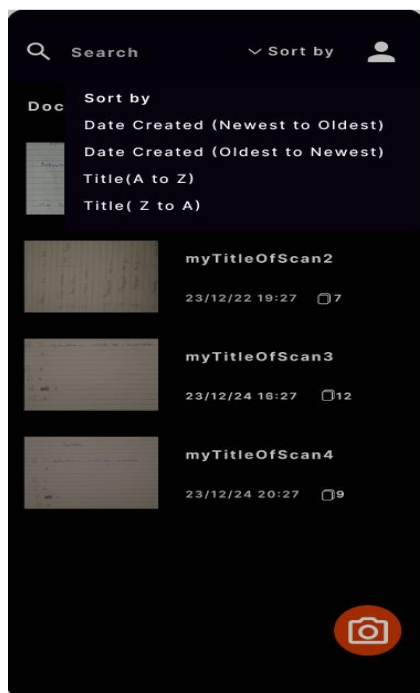 Search
Sort by
Doc
Sort by
Date Created (Newest to Oldest)
Date Created (Oldest to Newest)
Title(A to Z)
Title( Z to A)
myTitleOfScan2
23/12/22 19:27 7
myTitleOfScan3
23/12/24 16:27 12
myTitleOfScan4
23/12/24 20:27 9